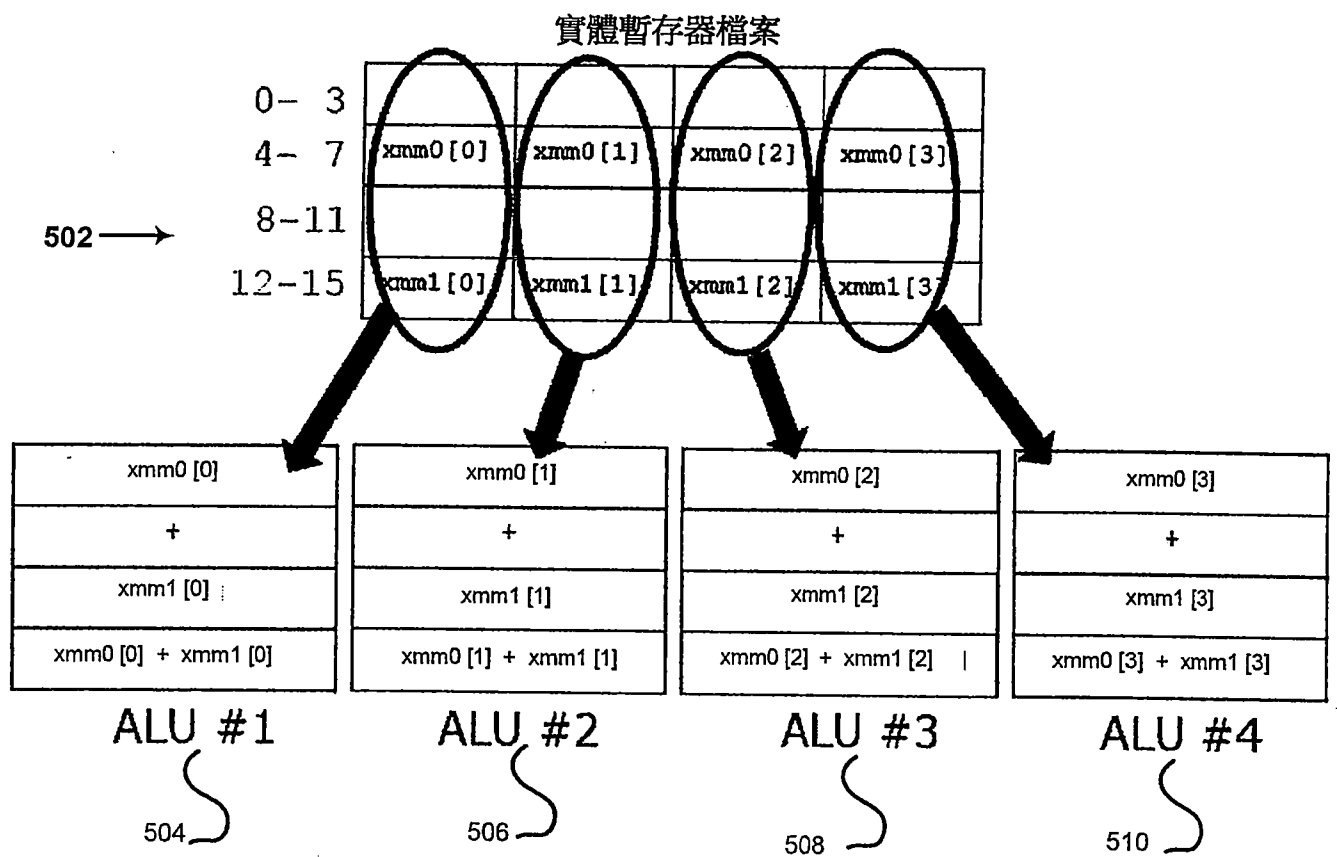 實體暫存器檔案
0- 3
4- 7 xmm0[0] xmm0[1] xmm0[2] xmm0[3]
8-11
502
12-15 xmm1[0] xmm1[1] xmm1[2] xmm1[3]
xmm0 [0] xmm0 [1] xmm0 [2] xmm0 [3]
+ + + +
xmm1 [0] xmm1 [1] xmm1 [2] xmm1 [3]
xmm0 [0] + xmm1 [0] xmm0 [1] + xmm1 [1] xmm0 [2] + xmm1 [2] xmm0 [3] + xmm1 [3]
ALU #1 ALU #2 ALU #3 ALU #4
504 506 508 510